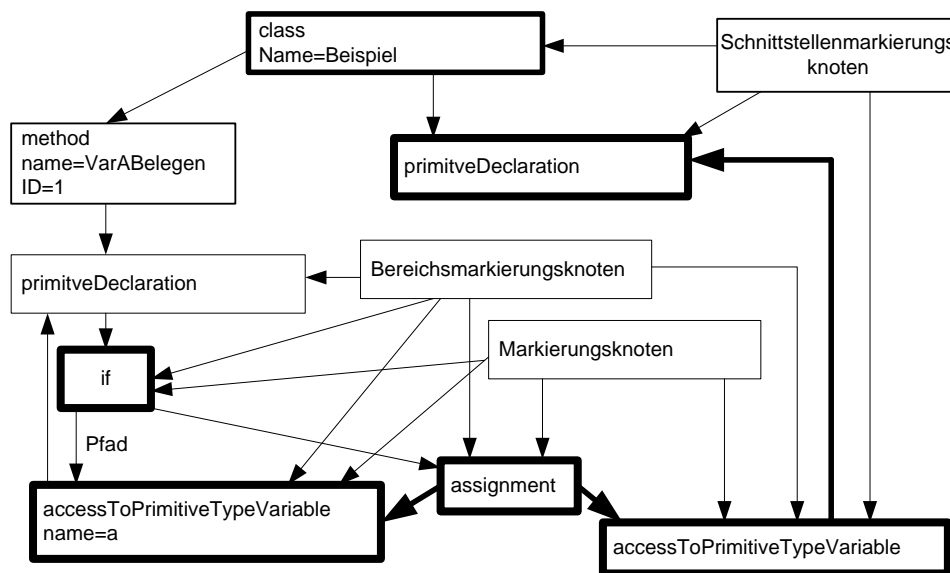 class
Name=Beispiel
Schnittstellenmarkierungs
knoten
method
name=VarABelegen
ID=1
primitveDeclaration
primitveDeclaration
Bereichsmarkierungsknoten
Markierungsknoten
if
Pfad
assignment
accessToPrimitiveTypeVariable
name=a
accessToPrimitiveTypeVariable